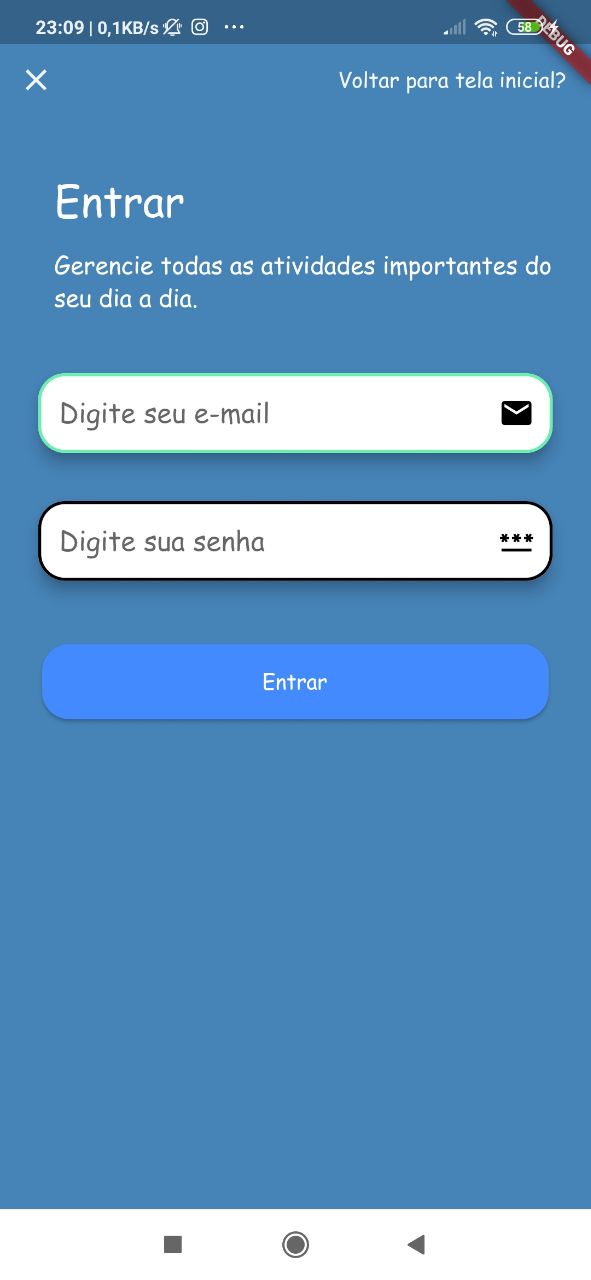 23:09 | 0,1KB/s
58
DEBUG
Voltar para tela inicial?
Entrar
Gerencie todas as atividades importantes do
seu dia a dia.
Digite seu e-mail
Digite sua senha
***
Entrar